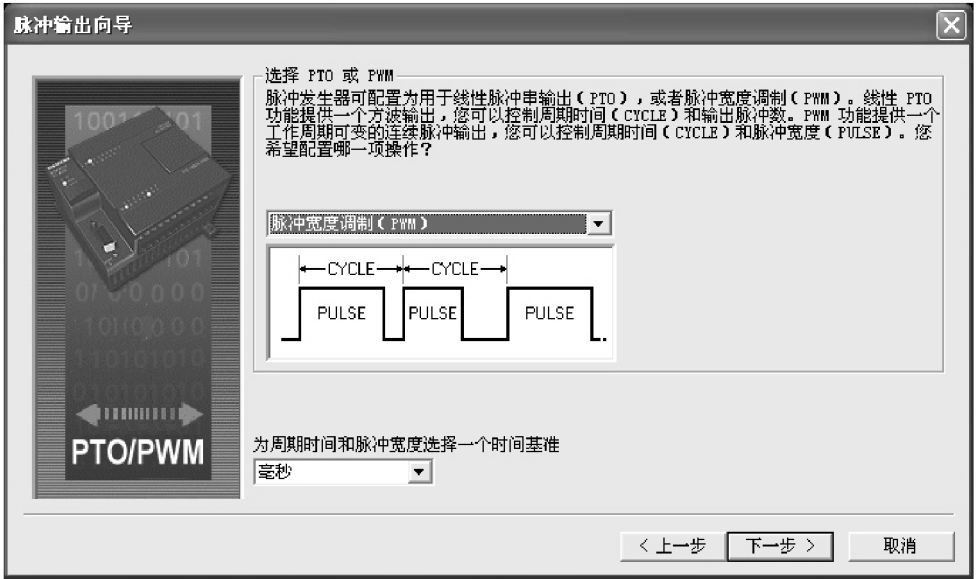 脉冲输出向导
选择 PTO 或 PWM
脉冲发生器可配置为用于线性脉冲串输出(PTO),或者脉冲宽度调制(PWM)。线性 PTO
功能提供一个方波输出,您可以控制周期时间(CYCLE)和输出脉冲数。PWM 功能提供一个
工作周期可变的连续脉冲输出,您可以控制周期时间(CYCLE)和脉冲宽度(PULSE)。您
希望配置哪一项操作?
脉冲宽度调制(PWM)
CYCLE CYCLE
PULSE PULSE PULSE
PTO/PWM
为周期时间和脉冲宽度选择一个时间基准
毫秒
< 上一步 下一步 > 取消